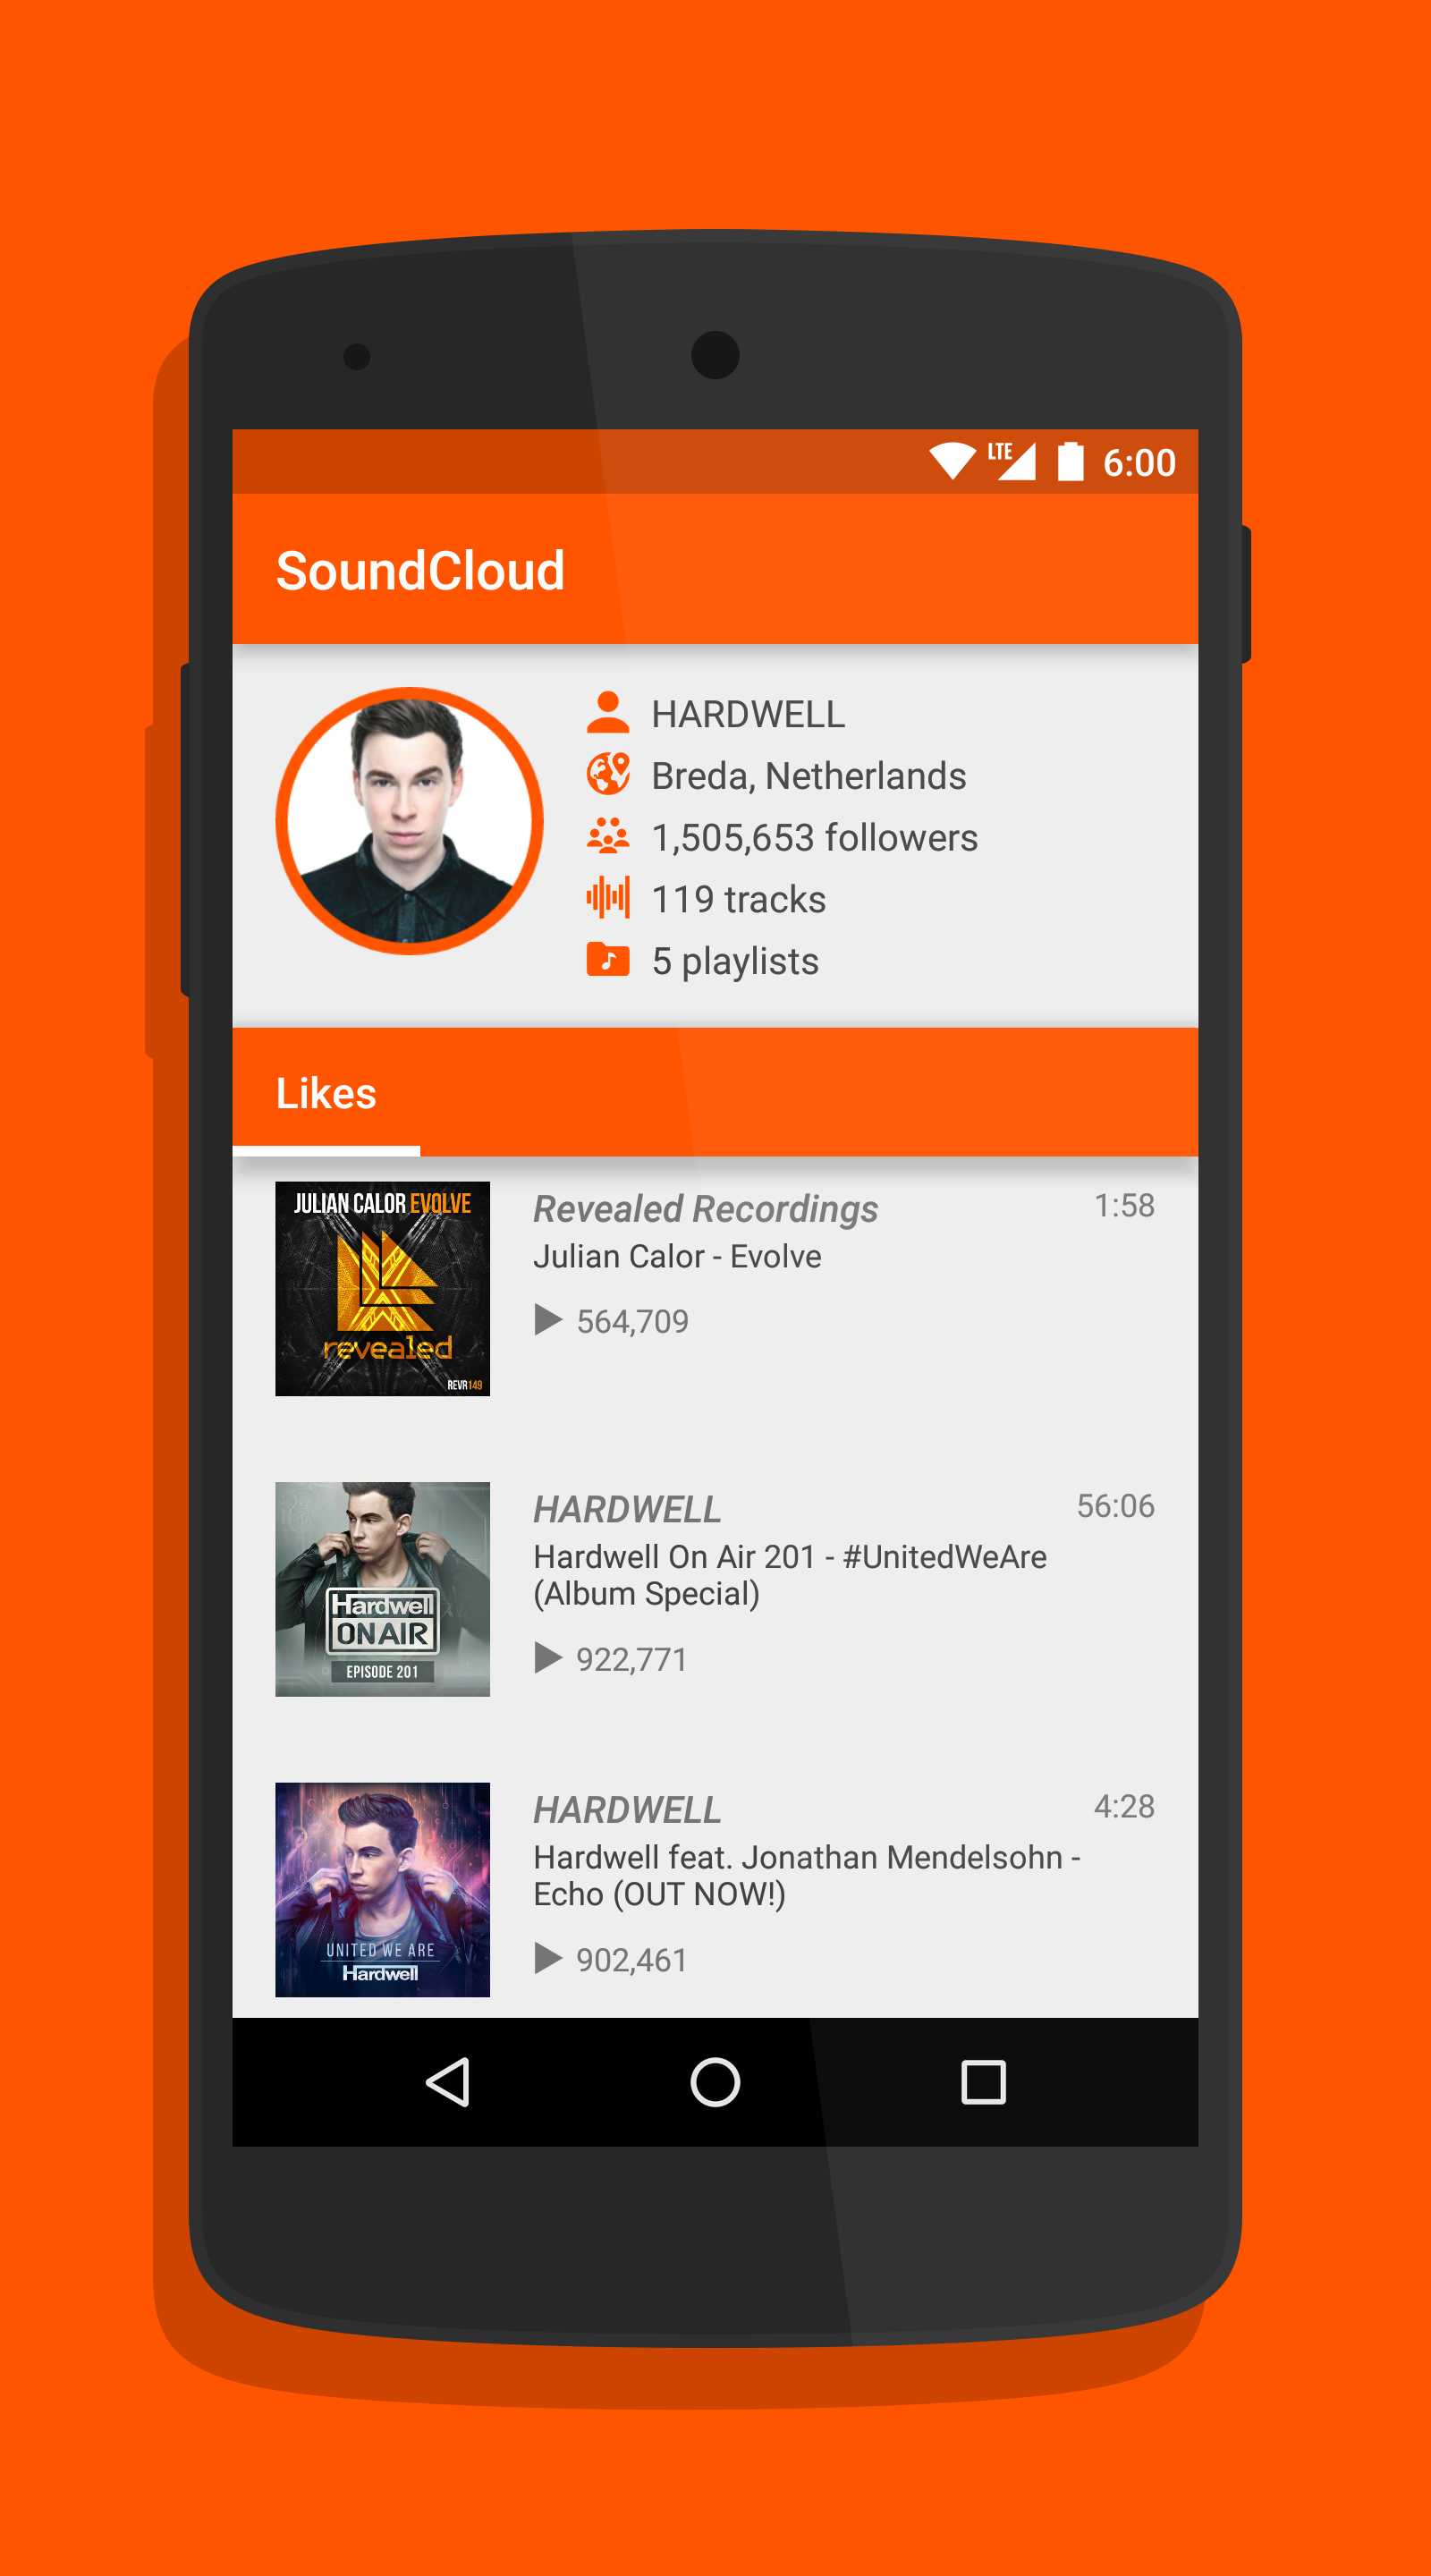 LTE 6:00
SoundCloud
HARDWELL
Breda, Netherlands
1,505,653 followers
119 tracks
5 playlists
Likes
JULIAN CALOR EVOLVE
revealed
REVR149
Revealed Recordings 1:58
Julian Calor - Evolve
564,709
Hardwell
ON AIR
EPISODE 201
HARDWELL 56:06
Hardwell On Air 201 - #UnitedWeAre
(Album Special)
922,771
UNITED WE ARE
Hardwell
HARDWELL 4:28
Hardwell feat. Jonathan Mendelsohn -
Echo (OUT NOW!)
902,461